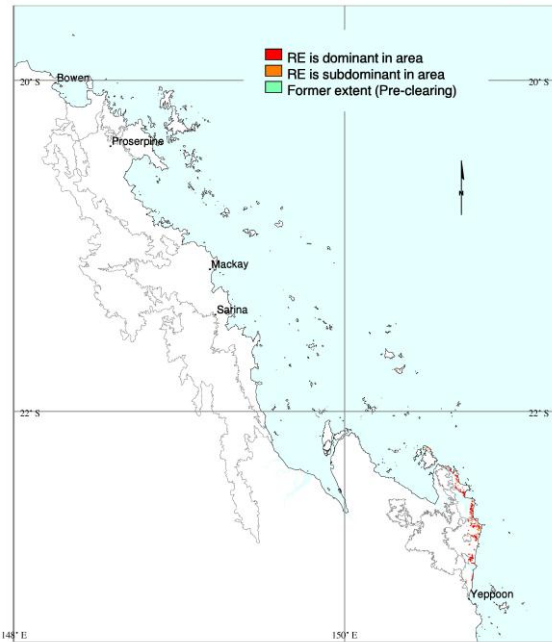 RE is dominant in area
RE is subdominant in area
Former extent (Pre-clearing)
20° S
Bowen
20° S
Proserpine
N
Mackay
Sarina
22° S
22° S
Yeppoon
148° E
150° E